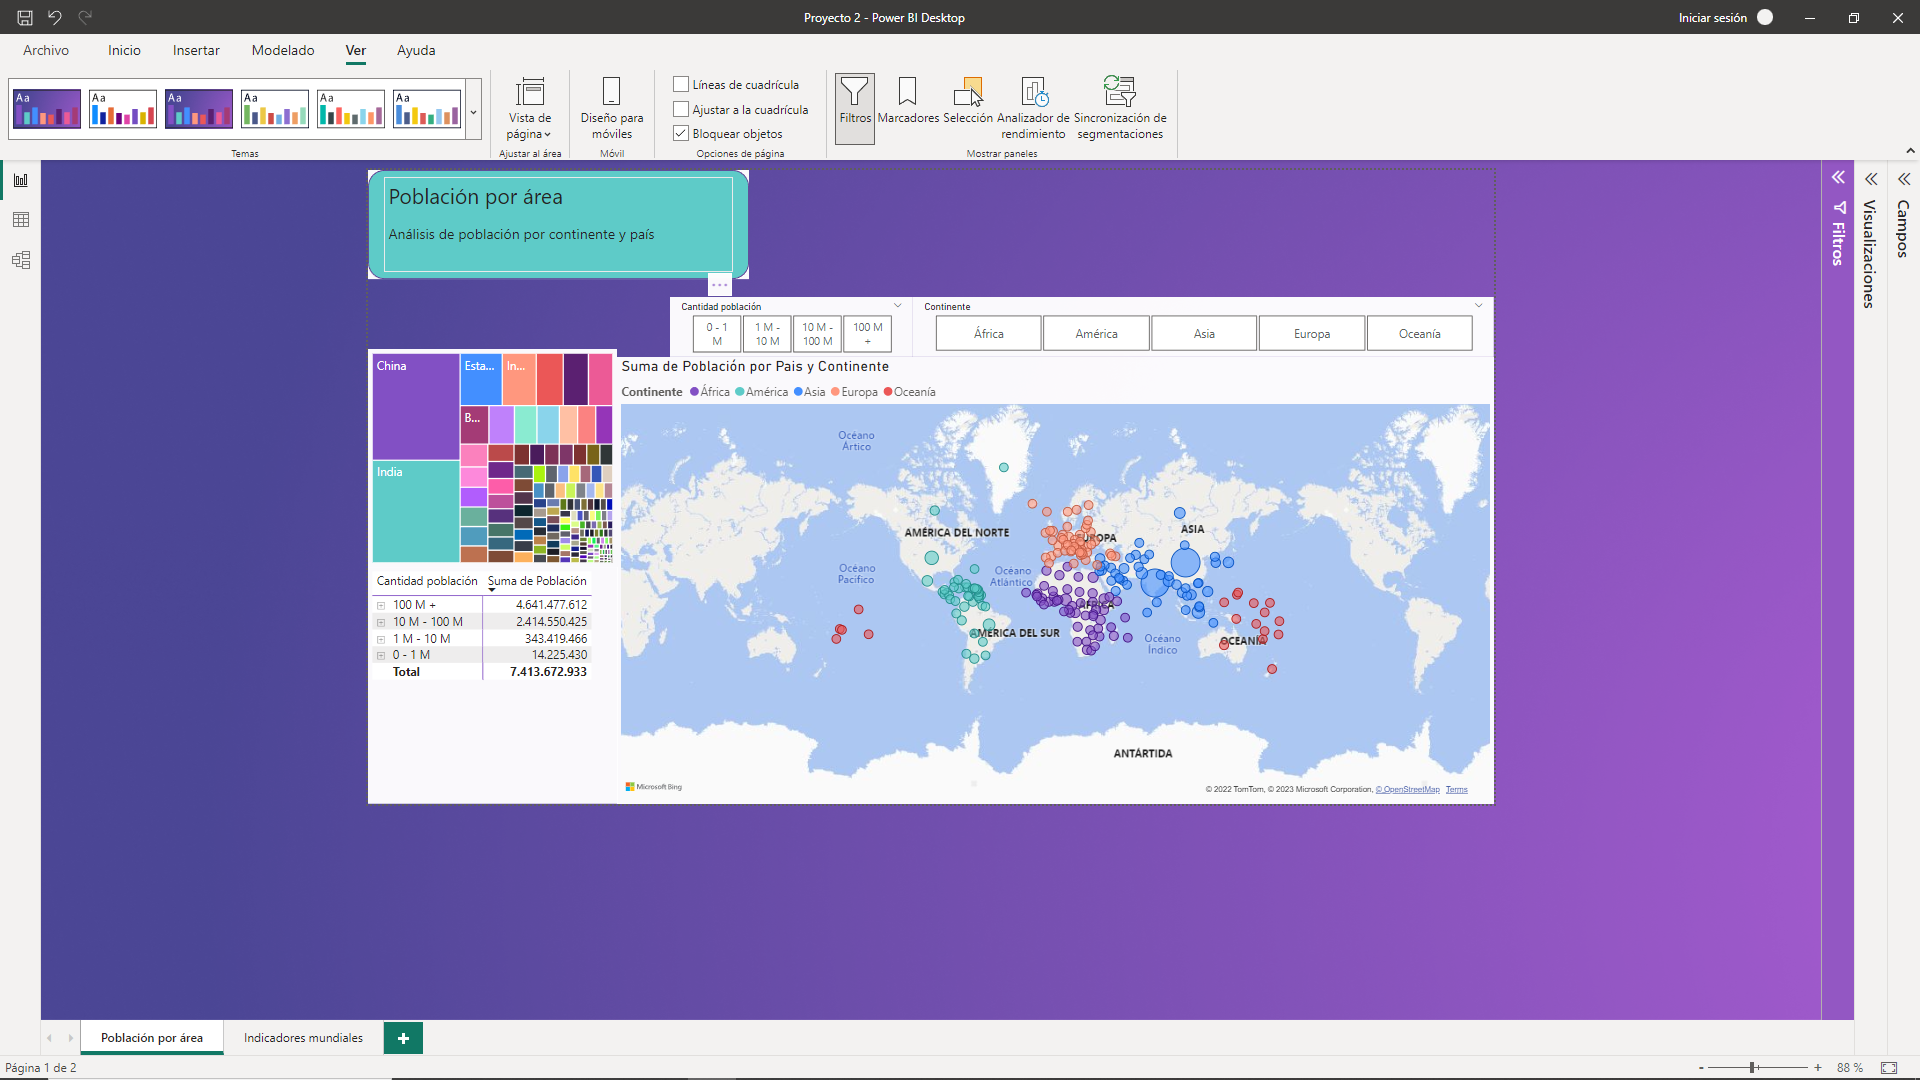 Proyecto 2 - Power BI Desktop
Iniciar sesión
Archivo
Inicio
Insertar
Modelado
Ver
Ayuda
Aa
Aa
Aa
Aa
Aa
Aa
Temas
Vista de
página
Ajustar al área
Diseño para
móviles
Móvil
Líneas de cuadrícula
Ajustar a la cuadrícula
Bloquear objetos
Opciones de página
Filtros
Marcadores
Selección
Analizador de
rendimiento
Sincronización de
segmentaciones
Mostrar paneles
Población por área
Análisis de población por continente y país
Cantidad población
0 - 1
M
1 M -
10 M
10 M -
100 M
100 M
+
Continente
África
América
Asia
Europa
Oceanía
China
Esta...
In...
B...
India
Cantidad población Suma de Población
100 M + 4.641.477.612
10 M - 100 M 2.414.550.425
1 M - 10 M 343.419.466
0 - 1 M 14.225.430
Total 7.413.672.933
Suma de Población por Pais y Continente
Continente África América Asia Europa Oceanía
Océano
Ártico
AMÉRICA DEL NORTE
EUROPA
ASIA
Océano
Pacífico
Océano
Atlántico
ÁFRICA
AMÉRICA DEL SUR
Océano
Índico
OCEANÍA
ANTÁRTIDA
Microsoft Bing
© 2022 TomTom, © 2023 Microsoft Corporation, © OpenStreetMap Terms
Filtros
Visualizaciones
Campos
Población por área
Indicadores mundiales
+
Página 1 de 2
- + 88 %